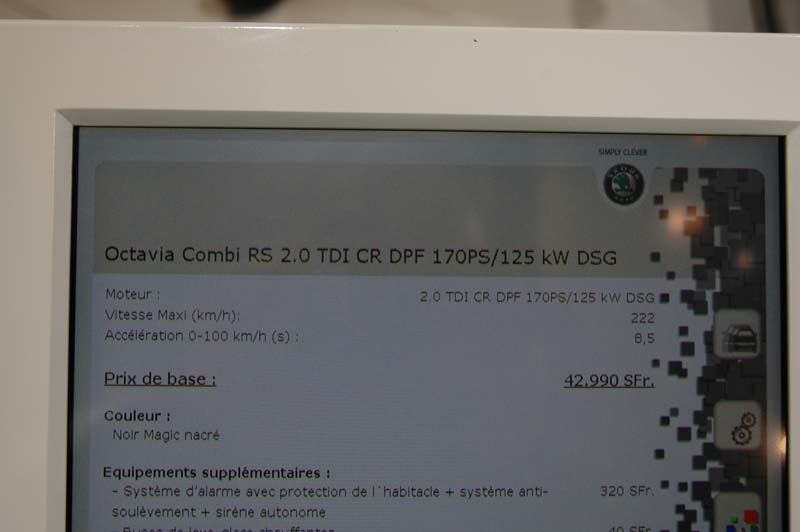 SIMPLY CLEVER
SKODA
Octavia Combi RS 2.0 TDI CR DPF 170PS/125 kW DSG
Moteur : 2.0 TDI CR DPF 170PS/125 kW DSG
Vitesse Maxi (km/h): 222
Accélération 0-100 km/h (s) : 8,5
Prix de base : 42.990 SFr.
Couleur :
Noir Magic nacré
Equipements supplémentaires :
- Système d'alarme avec protection de l´habitacle + système anti- 320 SFr.
soulèvement + sirène autonome